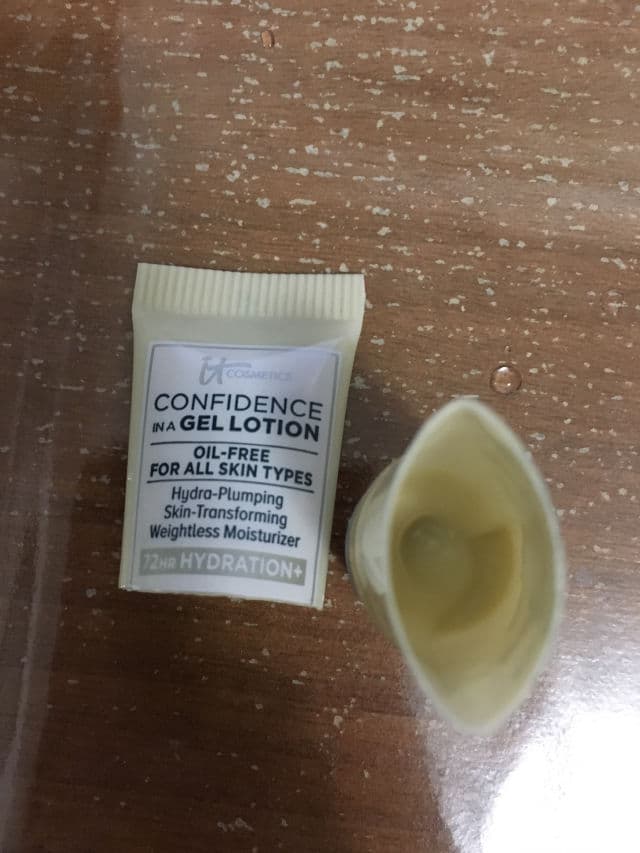 it COSMETICS
CONFIDENCE
IN A GEL LOTION
OIL-FREE
FOR ALL SKIN TYPES
Hydra-Plumping
Skin-Transforming
Weightless Moisturizer
72HR HYDRATION+